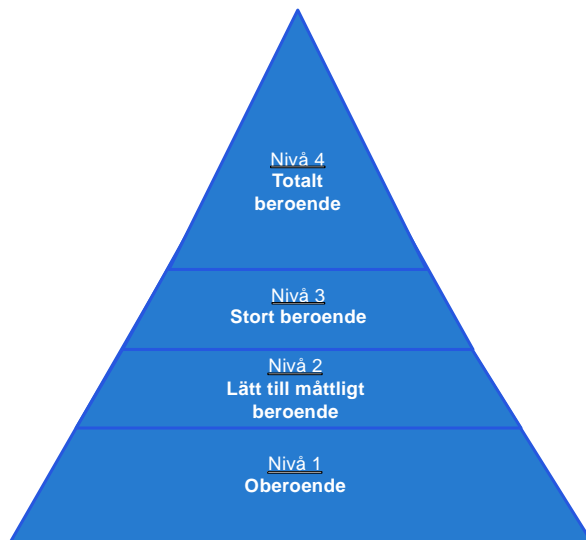 Nivå 4
Totalt
beroende
Nivå 3
Stort beroende
Nivå 2
Lätt till måttligt
beroende
Nivå 1
Oberoende